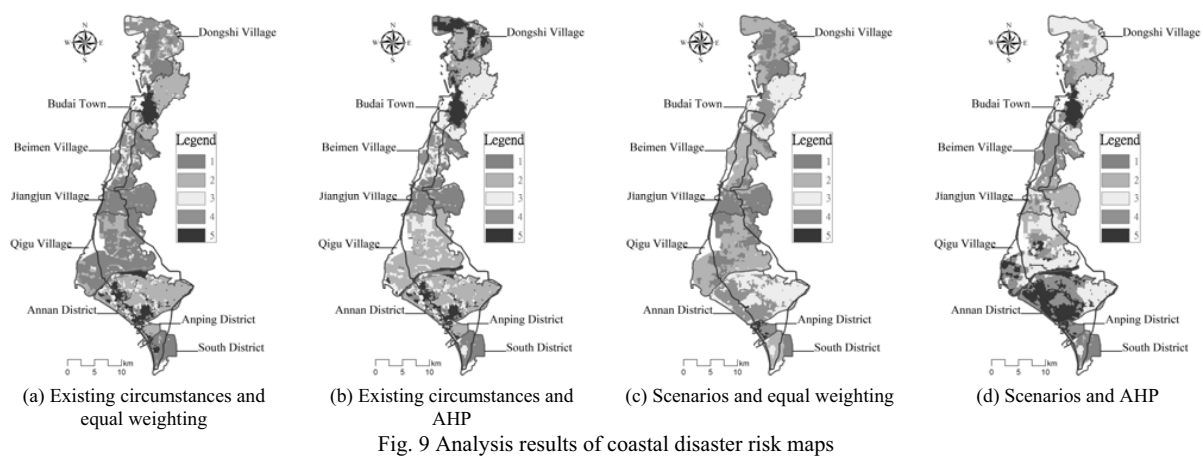 N
W E
S
Dongshi Village
Budai Town
Beimen Village
Jiangjun Village
Qigu Village
Annan District
Anping District
South District
Legend
1
2
3
4
5
0 5 10 km
(a) Existing circumstances and
equal weighting
N
W E
S
Dongshi Village
Budai Town
Beimen Village
Jiangjun Village
Qigu Village
Annan District
Anping District
South District
Legend
1
2
3
4
5
0 5 10 km
(b) Existing circumstances and
AHP
N
W E
S
Dongshi Village
Budai Town
Beimen Village
Jiangjun Village
Qigu Village
Annan District
Anping District
South District
Legend
1
2
3
4
5
0 5 10 km
(c) Scenarios and equal weighting
N
W E
S
Dongshi Village
Budai Town
Beimen Village
Jiangjun Village
Qigu Village
Annan District
Anping District
South District
Legend
1
2
3
4
5
0 5 10 km
(d) Scenarios and AHP
Fig. 9 Analysis results of coastal disaster risk maps